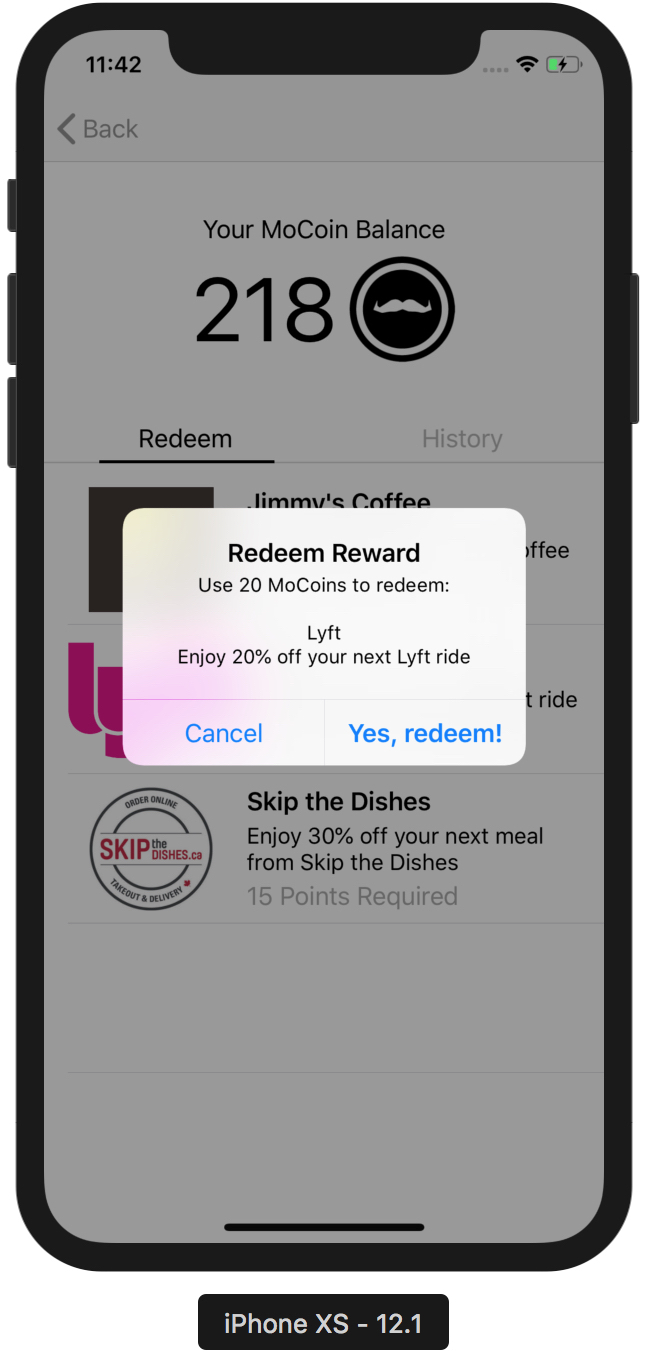 11:42
Back
Your MoCoin Balance
218
Redeem
History
Jimmy's Coffee
offee
Redeem Reward
Use 20 MoCoins to redeem:
Lyft
Enjoy 20% off your next Lyft ride
t ride
Cancel
Yes, redeem!
ORDER ONLINE
SKIP the DISHES.ca
TAKEOUT & DELIVERY
Skip the Dishes
Enjoy 30% off your next meal
from Skip the Dishes
15 Points Required
iPhone XS - 12.1